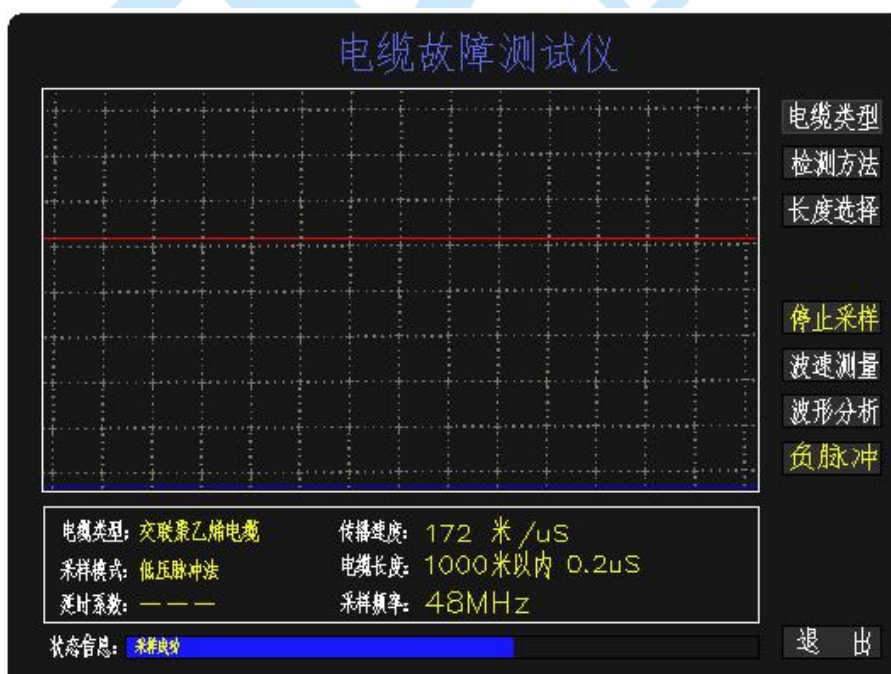 电缆故障测试仪
电缆类型
检测方法
长度选择
停止采样
波速测量
波形分析
负脉冲
电缆类型: 交联聚乙烯电缆
传播速度: 172 米/uS
采样模式: 低压脉冲法
电缆长度: 1000米以内 0.2uS
延时系数: ———
采样频率: 48MHz
状态信息: 采样成功
退 出